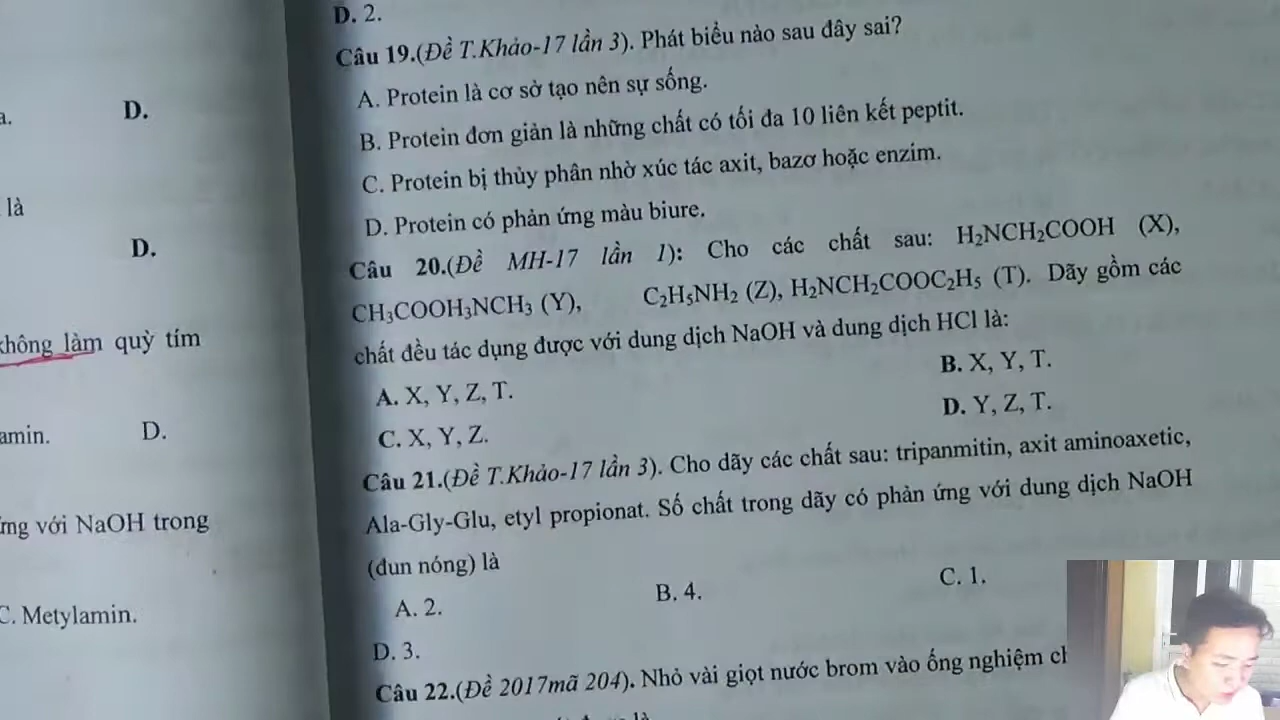 D. 2.
Câu 19.(Đề T.Khảo-17 lần 3). Phát biểu nào sau đây sai?
A. Protein là cơ sở tạo nên sự sống.
B. Protein đơn giản là những chất có tối đa 10 liên kết peptit.
C. Protein bị thủy phân nhờ xúc tác axit, bazơ hoặc enzim.
D. Protein có phản ứng màu biure.
Câu 20.(Đề MH-17 lần 1): Cho các chất sau: H₂NCH₂COOH (X),
CH₃COOH₃NCH₃ (Y), C₂H₅NH₂ (Z), H₂NCH₂COOC₂H₅ (T). Dãy gồm các
chất đều tác dụng được với dung dịch NaOH và dung dịch HCl là:
A. X, Y, Z, T.
B. X, Y, T.
C. X, Y, Z.
D. Y, Z, T.
Câu 21.(Đề T.Khảo-17 lần 3). Cho dãy các chất sau: tripanmitin, axit aminoaxetic,
Ala-Gly-Glu, etyl propionat. Số chất trong dãy có phản ứng với dung dịch NaOH
(đun nóng) là
A. 2.
B. 4.
C. 1.
D. 3.
Câu 22.(Đề 2017mã 204). Nhỏ vài giọt nước brom vào ống nghiệm
a.
D.
là
D.
không làm quỳ tím
amin.
D.
ứng với NaOH trong
C. Metylamin.